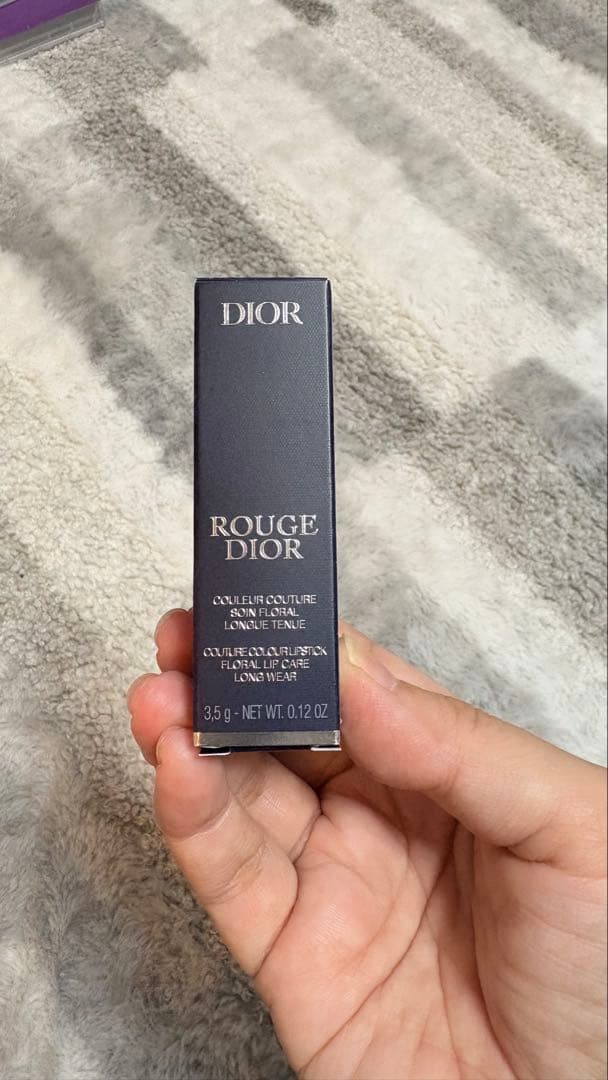 DIOR
ROUGE
DIOR
COULEUR COUTURE
SOIN FLORAL
LONGUE TENUE
COUTURE COLOUR LIPSTICK
FLORAL LIP CARE
LONG WEAR
3,5 g - NET WT. 0.12 OZ